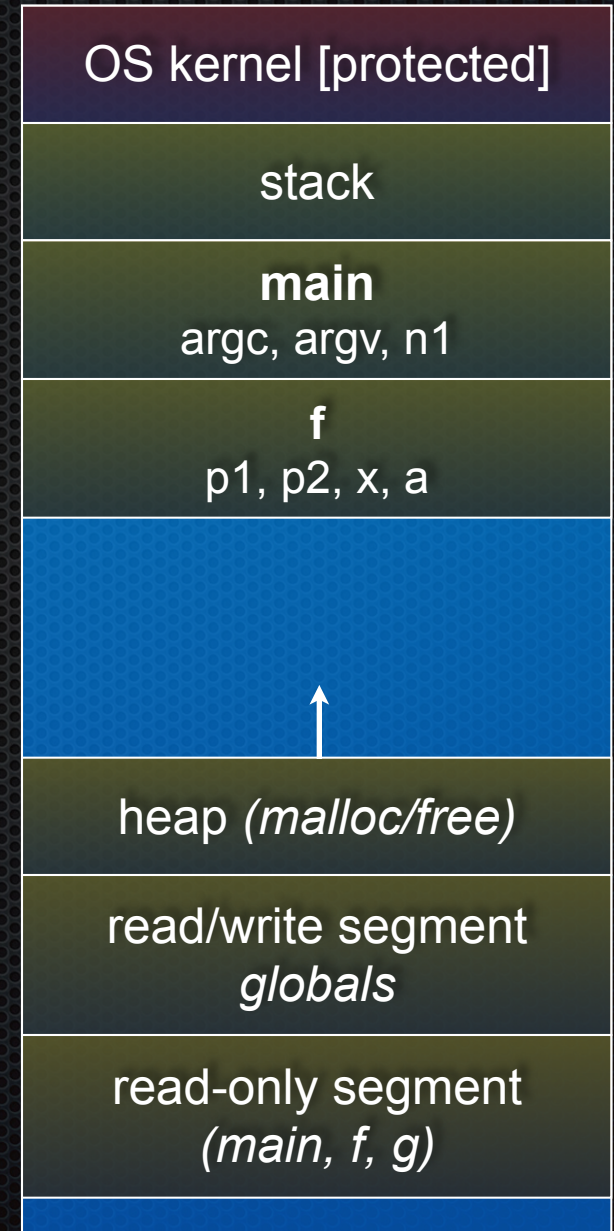 OS kernel [protected]
stack
main
argc, argv, n1
f
p1, p2, x, a
heap (malloc/free)
read/write segment
globals
read-only segment
(main, f, g)